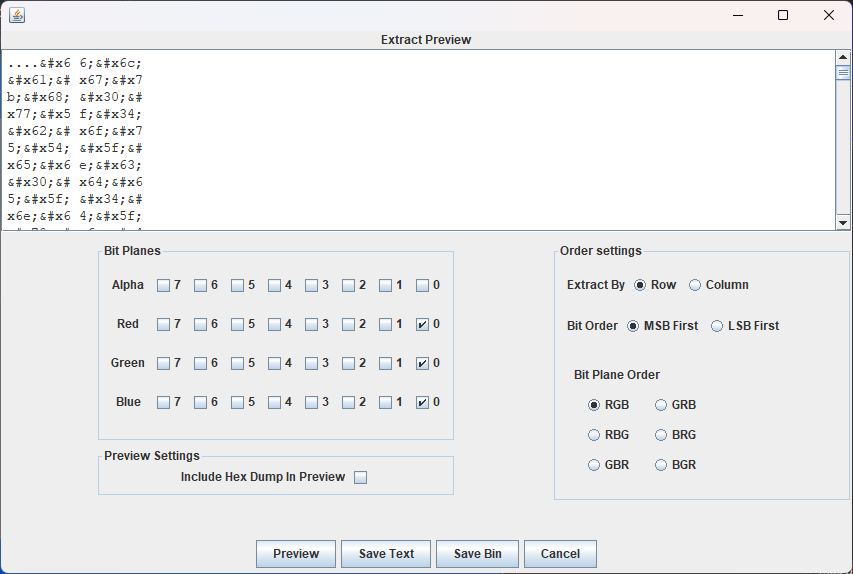 Extract Preview
....&#x6 6;&#x6c;
&#x61;&# x67;&#x7
b;&#x68; &#x30;&#
x77;&#x5 f;&#x34;
&#x62;&# x6f;&#x7
5;&#x54; &#x5f;&#
x65;&#x6 e;&#x63;
&#x30;&# x64;&#x6
5;&#x5f; &#x34;&#
x6e;&#x6 4;&#x5f;
Bit Planes
Alpha 7 6 5 4 3 2 1 0
Red 7 6 5 4 3 2 1 0
Green 7 6 5 4 3 2 1 0
Blue 7 6 5 4 3 2 1 0
Preview Settings
Include Hex Dump In Preview
Order settings
Extract By Row Column
Bit Order MSB First LSB First
Bit Plane Order
RGB GRB
RBG BRG
GBR BGR
Preview Save Text Save Bin Cancel